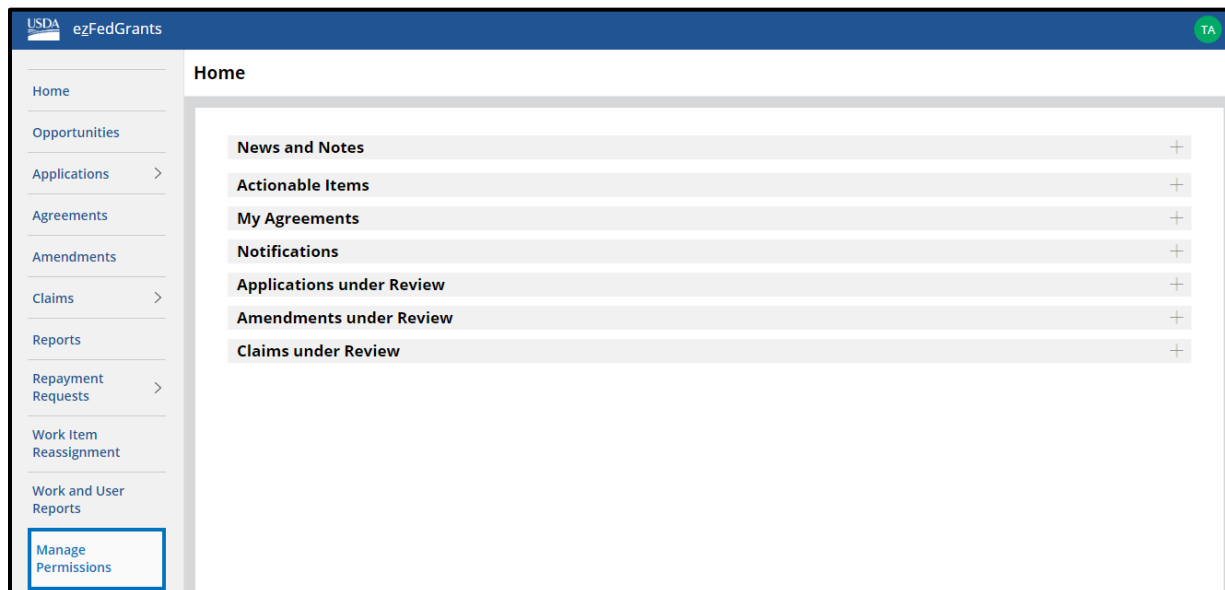 USDA
ezFedGrants
TA
Home
Home
Opportunities
Applications
Agreements
Amendments
Claims
Reports
Repayment
Requests
Work Item
Reassignment
Work and User
Reports
Manage
Permissions
News and Notes
Actionable Items
My Agreements
Notifications
Applications under Review
Amendments under Review
Claims under Review